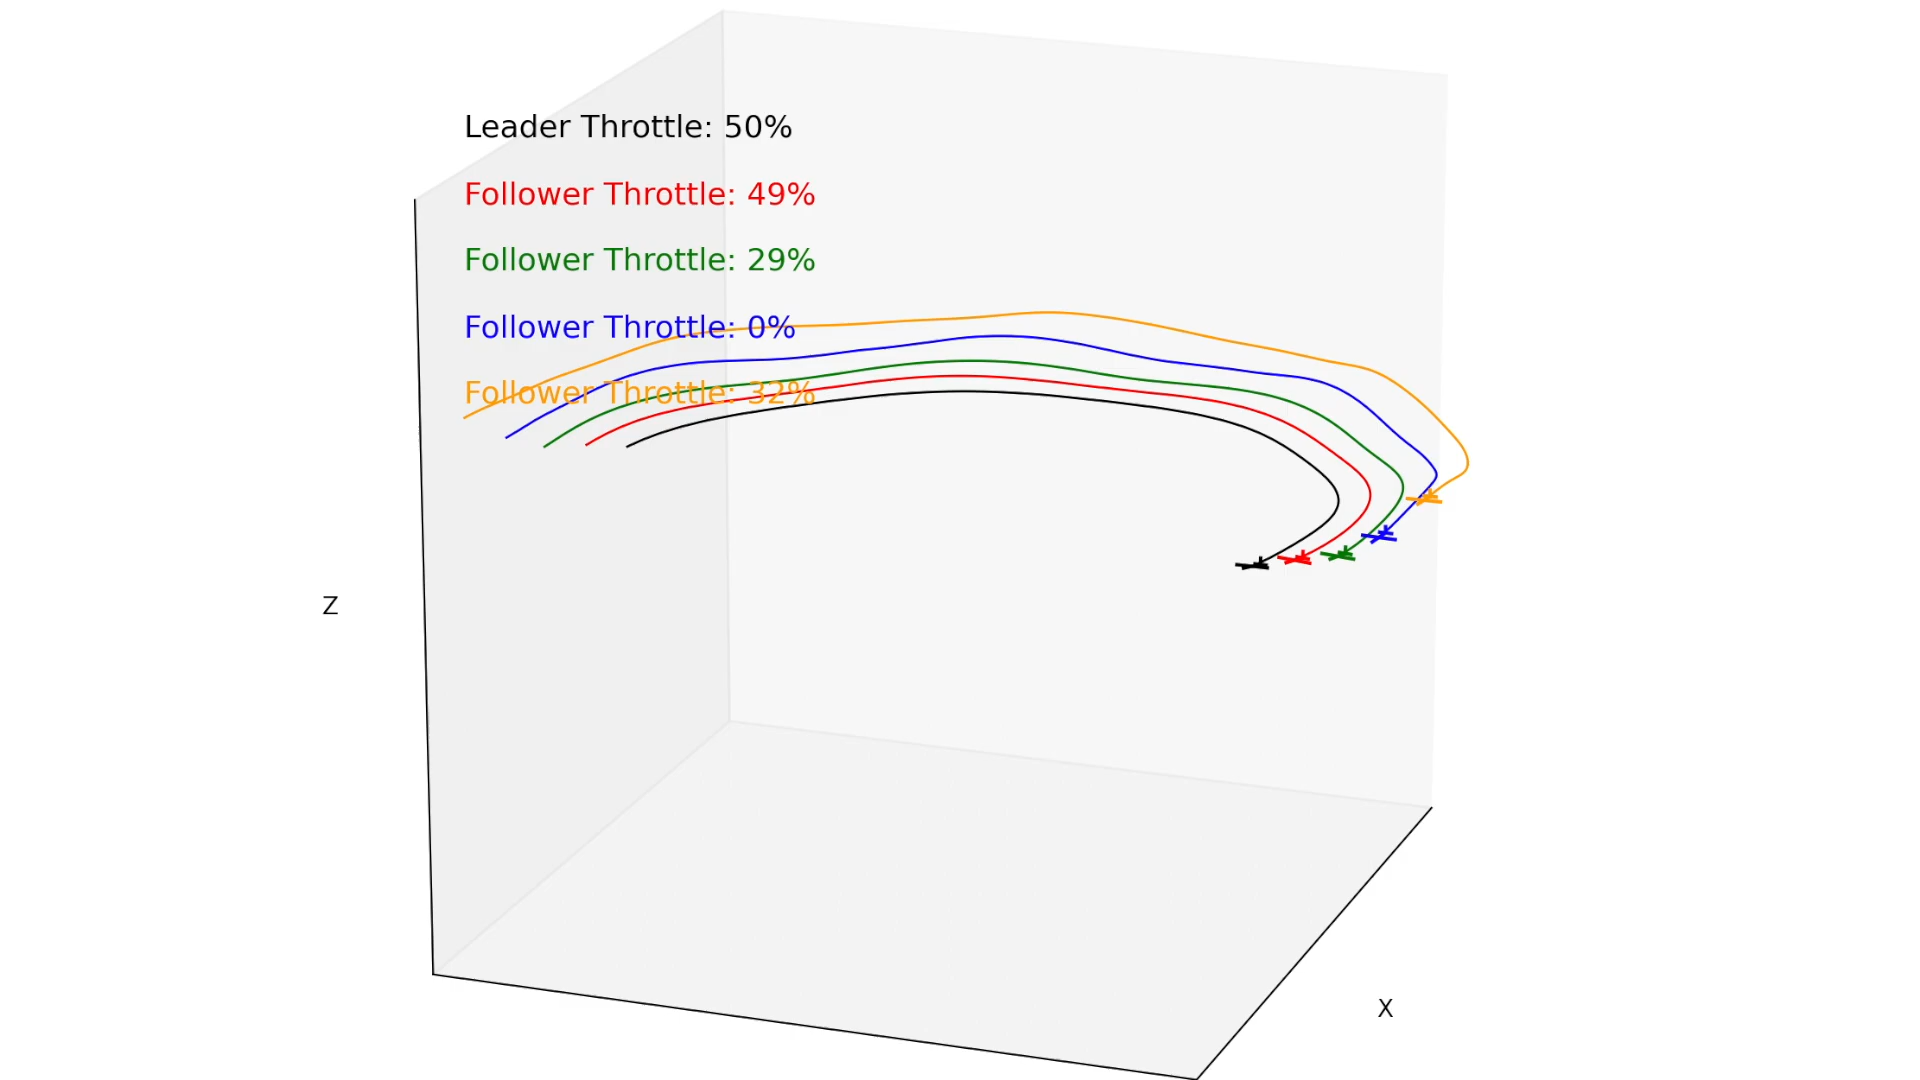 Leader Throttle: 50%
Follower Throttle: 49%
Follower Throttle: 29%
Follower Throttle: 0%
Follower Throttle: 32%
Z
X